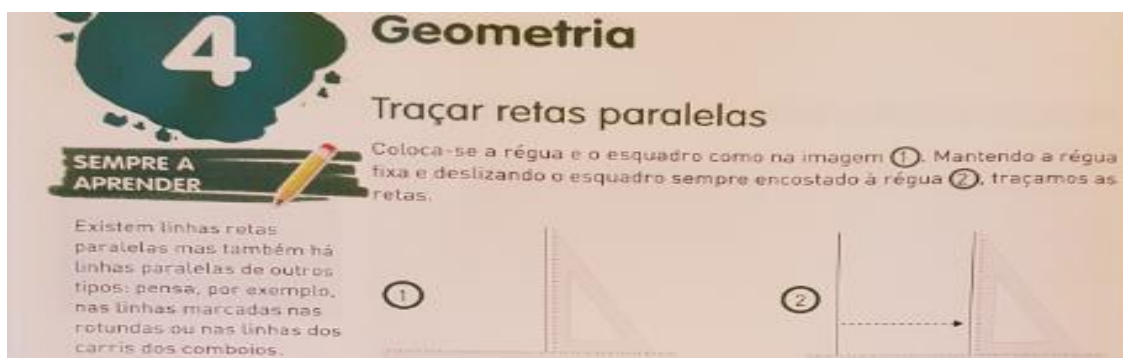 4
Geometria
Traçar retas paralelas
Coloca-se a régua e o esquadro como na imagem 1. Mantendo a régua
fixa e deslizando o esquadro sempre encostado à régua 2, traçamos as
retas.
SEMPRE A
APRENDER
Existem linhas retas
paralelas mas também há
linhas paralelas de outros
tipos: pensa, por exemplo,
nas linhas marcadas nas
rotundas ou nas linhas dos
carris dos comboios.
1
2